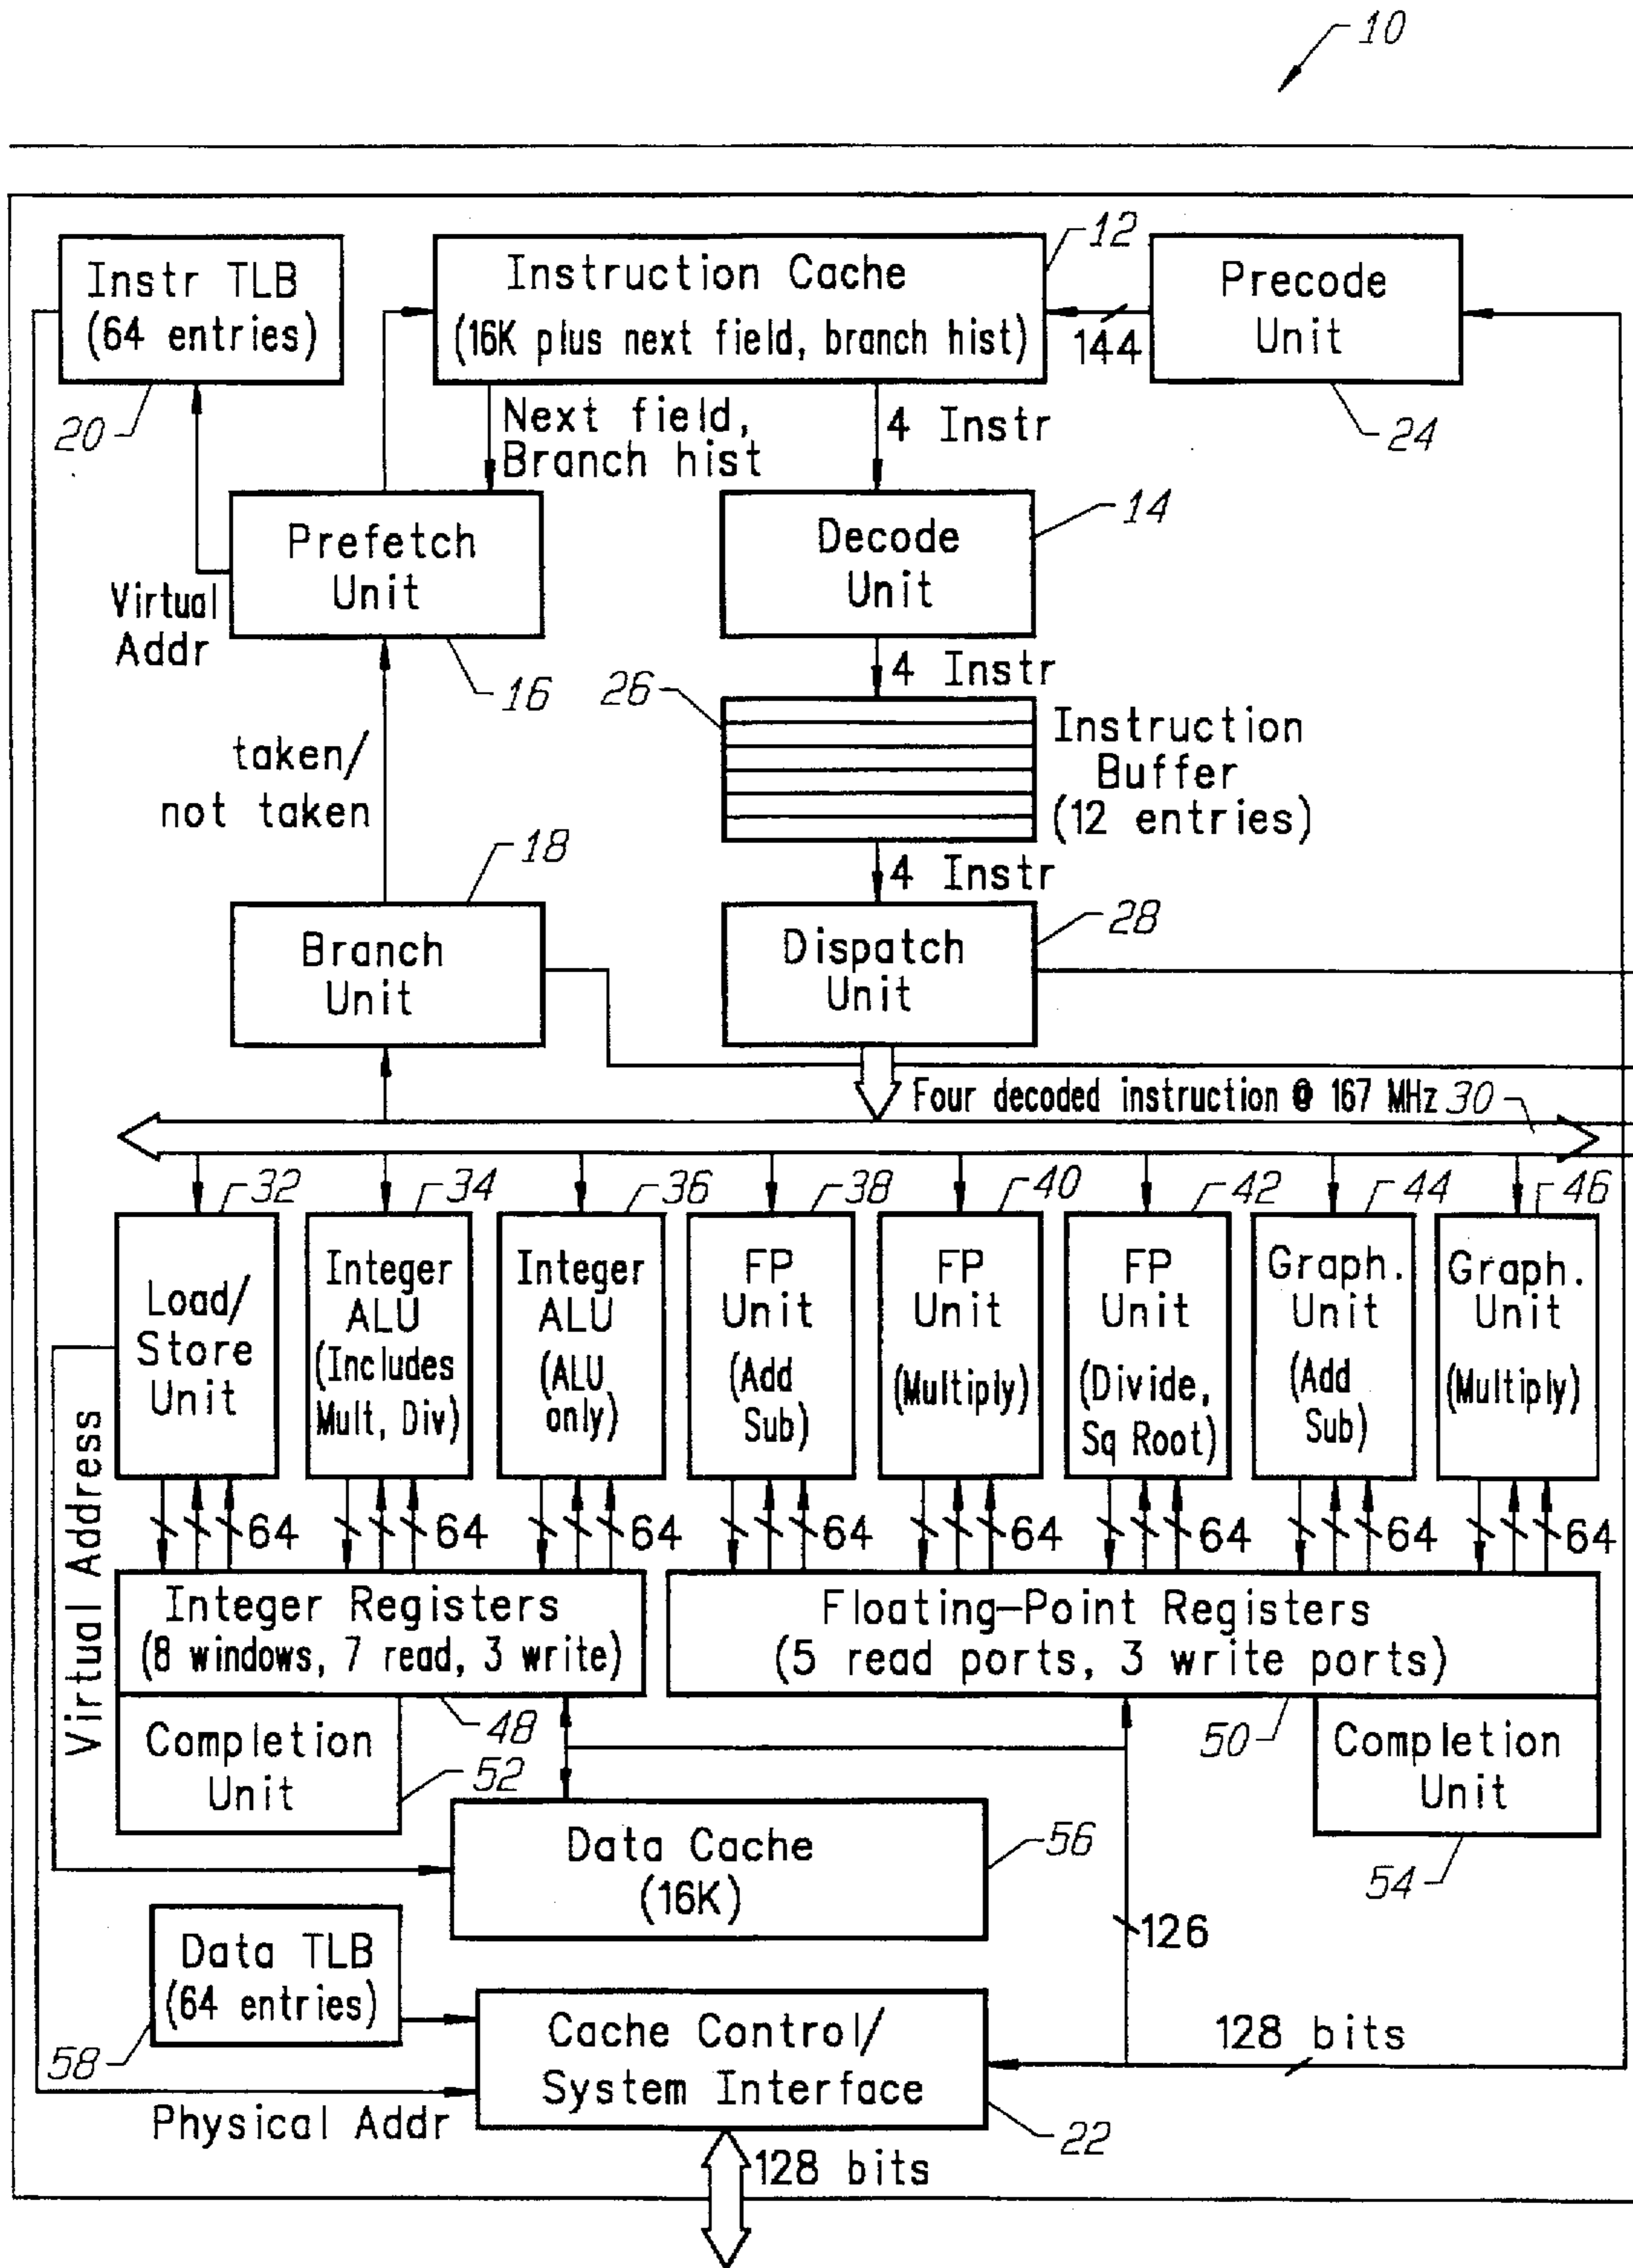 10
Instr TLB
(64 entries)
20
Instruction Cache
(16K plus next field, branch hist)
12
144
Precode
Unit
24
Next field,
Branch hist
4 Instr
Prefetch
Unit
16
Virtual
Addr
Decode
Unit
14
4 Instr
26
Instruction
Buffer
(12 entries)
taken/
not taken
4 Instr
18
Branch
Unit
Dispatch
Unit
28
Four decoded instruction @ 167 MHz 30
32
34
36
38
40
42
44
46
Load/
Store
Unit
Integer
ALU
(Includes
Mult, Div)
Integer
ALU
(ALU
only)
FP
Unit
(Add
Sub)
FP
Unit
(Multiply)
FP
Unit
(Divide,
Sq Root)
Graph.
Unit
(Add
Sub)
Graph.
Unit
(Multiply)
64
64
64
64
64
64
64
64
Virtual Address
Integer Registers
(8 windows, 7 read, 3 write)
48
Floating-Point Registers
(5 read ports, 3 write ports)
50
Completion
Unit
52
Completion
Unit
54
Data Cache
(16K)
56
126
Data TLB
(64 entries)
58
Cache Control/
System Interface
22
128 bits
Physical Addr
128 bits